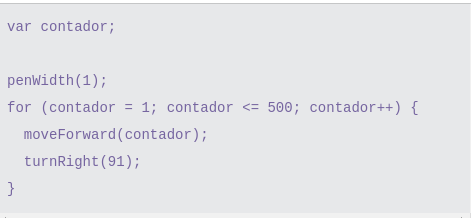 var contador;

penWidth(1);
for (contador = 1; contador <= 500; contador++) {
  moveForward(contador);
  turnRight(91);
}